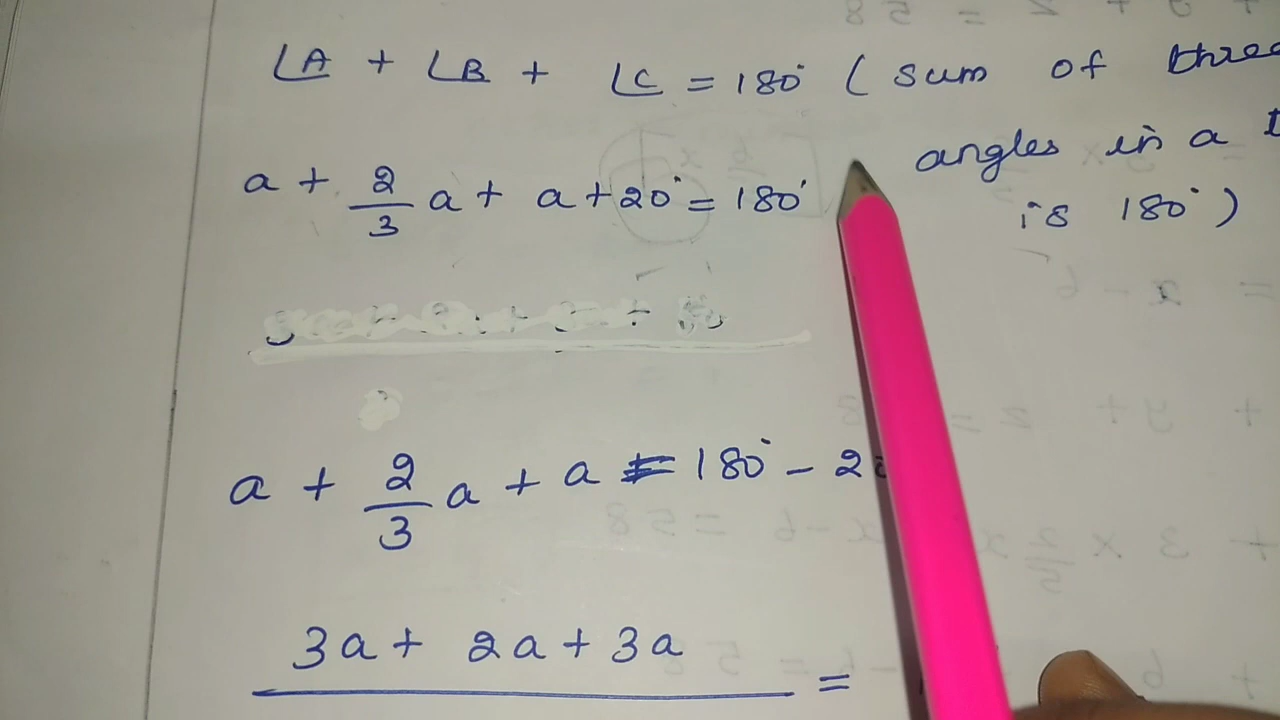 ∠A + ∠B + ∠C = 180° ( sum of three
angles in a
is 180° )
a + 2/3 a + a + 20° = 180°
a + 2/3 a + a = 180° - 2
3a + 2a + 3a =